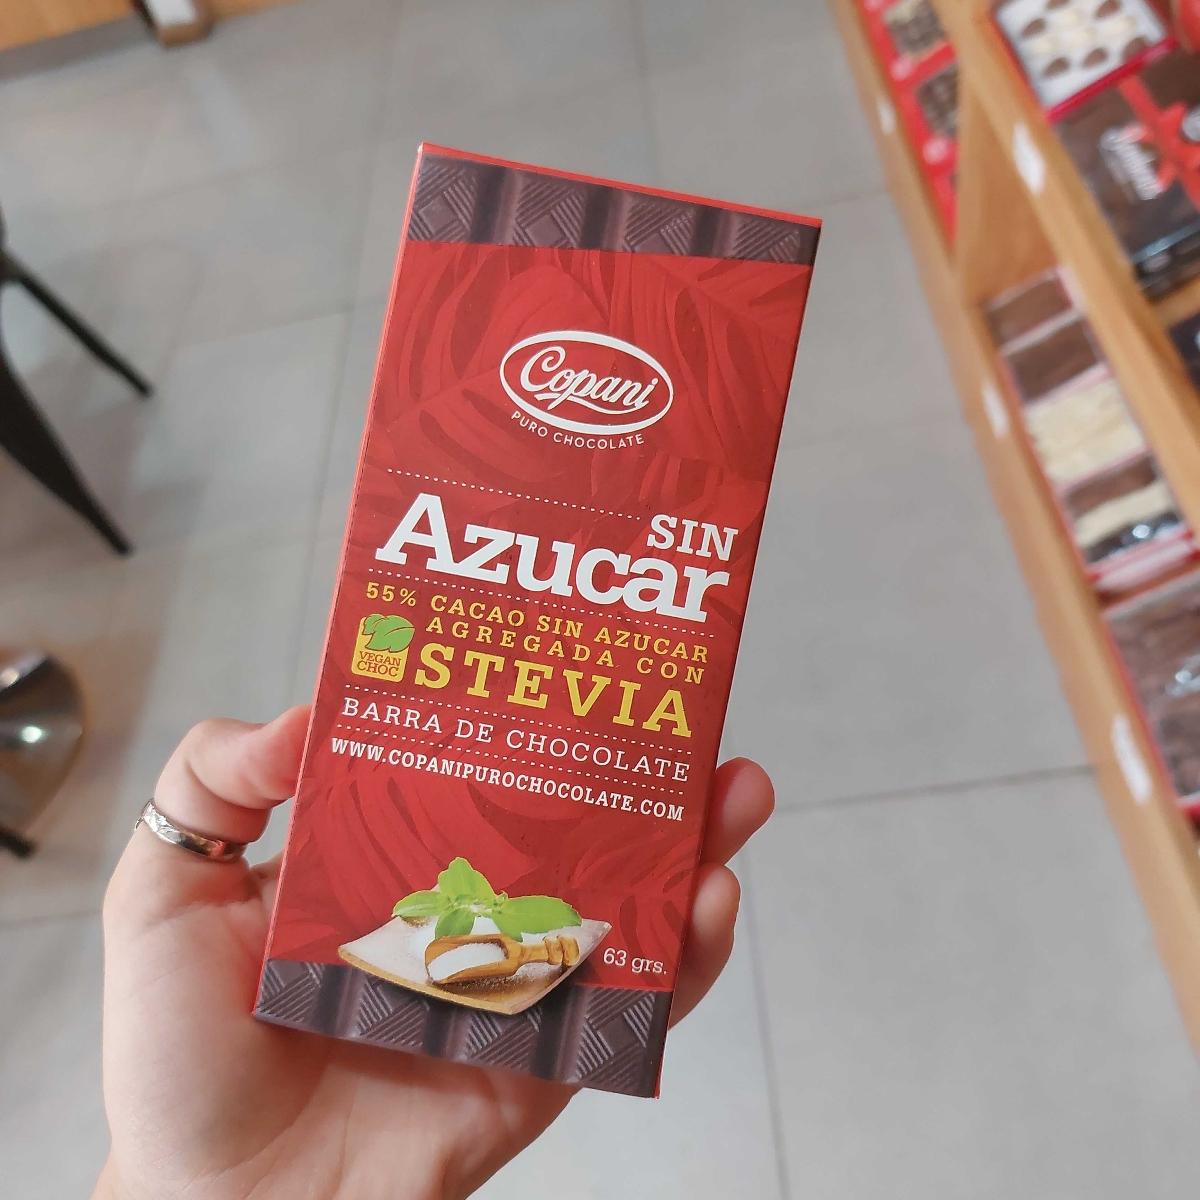 Copani
PURO CHOCOLATE
SIN
Azucar
55% CACAO SIN AZUCAR
AGREGADA CON
VEGAN
CHOC
STEVIA
BARRA DE CHOCOLATE
WWW.COPANIPUROCHOCOLATE.COM
63 grs.